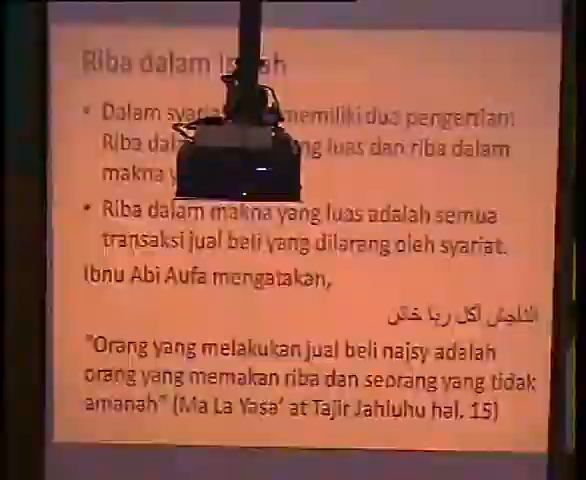 Riba dalam
Dalam memiliki dua pengertian:
Riba luas dan riba dalam
makna
Riba dalam makna yang luas adalah semua
transaksi jual beli yang dilarang oleh syariat.
Ibnu Abi Aufa mengatakan,
الناجش آكل ربا خائن
"Orang yang melakukan jual beli najsy adalah
orang yang memakan riba dan seorang yang tidak
amanah" (Ma La Yasa' at Tajir Jahluhu hal. 15)